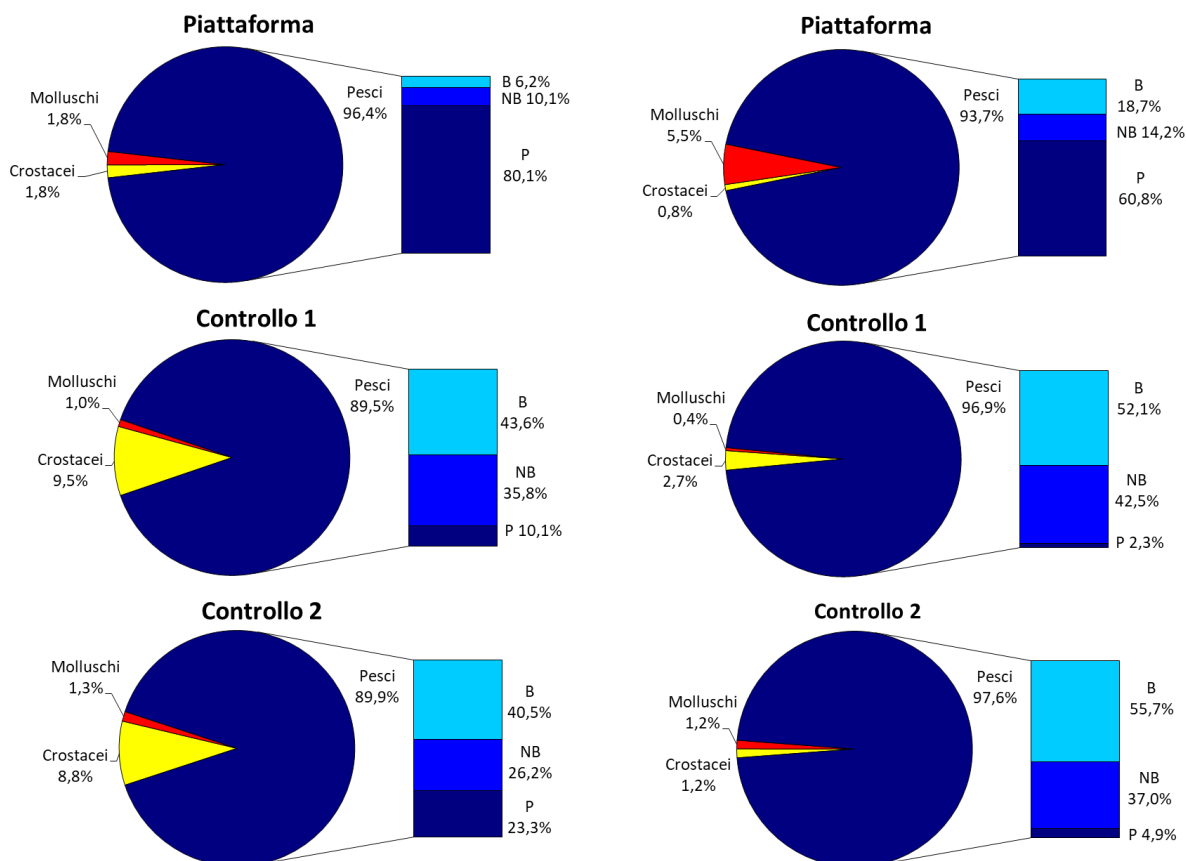 Piattaforma
Molluschi
1,8%
Crostacei
1,8%
Pesci
96,4%
B 6,2%
NB 10,1%
P
80,1%
Piattaforma
Molluschi
5,5%
Crostacei
0,8%
Pesci
93,7%
B
18,7%
NB 14,2%
P
60,8%
Controllo 1
Molluschi
1,0%
Crostacei
9,5%
Pesci
89,5%
B
43,6%
NB
35,8%
P 10,1%
Controllo 1
Molluschi
0,4%
Crostacei
2,7%
Pesci
96,9%
B
52,1%
NB
42,5%
P 2,3%
Controllo 2
Molluschi
1,3%
Crostacei
8,8%
Pesci
89,9%
B
40,5%
NB
26,2%
P
23,3%
Controllo 2
Molluschi
1,2%
Crostacei
1,2%
Pesci
97,6%
B
55,7%
NB
37,0%
P 4,9%